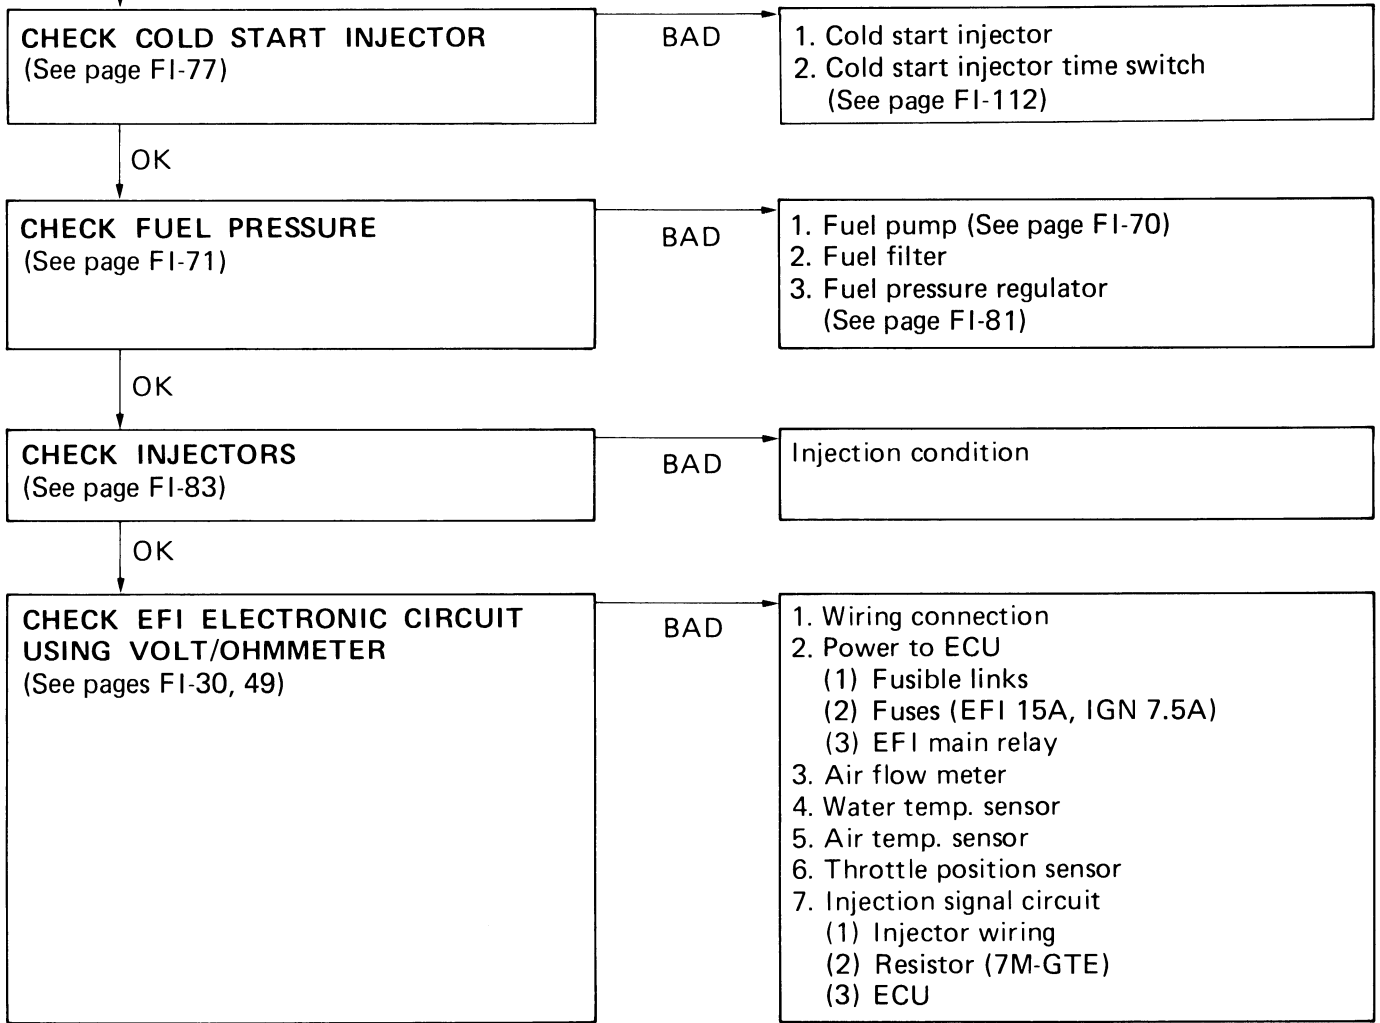 CHECK COLD START INJECTOR
(See page FI-77)
BAD
1. Cold start injector
2. Cold start injector time switch
(See page FI-112)
OK
CHECK FUEL PRESSURE
(See page FI-71)
BAD
1. Fuel pump (See page FI-70)
2. Fuel filter
3. Fuel pressure regulator
(See page FI-81)
OK
CHECK INJECTORS
(See page FI-83)
BAD
Injection condition
OK
CHECK EFI ELECTRONIC CIRCUIT
USING VOLT/OHMMETER
(See pages FI-30, 49)
BAD
1. Wiring connection
2. Power to ECU
(1) Fusible links
(2) Fuses (EFI 15A, IGN 7.5A)
(3) EFI main relay
3. Air flow meter
4. Water temp. sensor
5. Air temp. sensor
6. Throttle position sensor
7. Injection signal circuit
(1) Injector wiring
(2) Resistor (7M-GTE)
(3) ECU